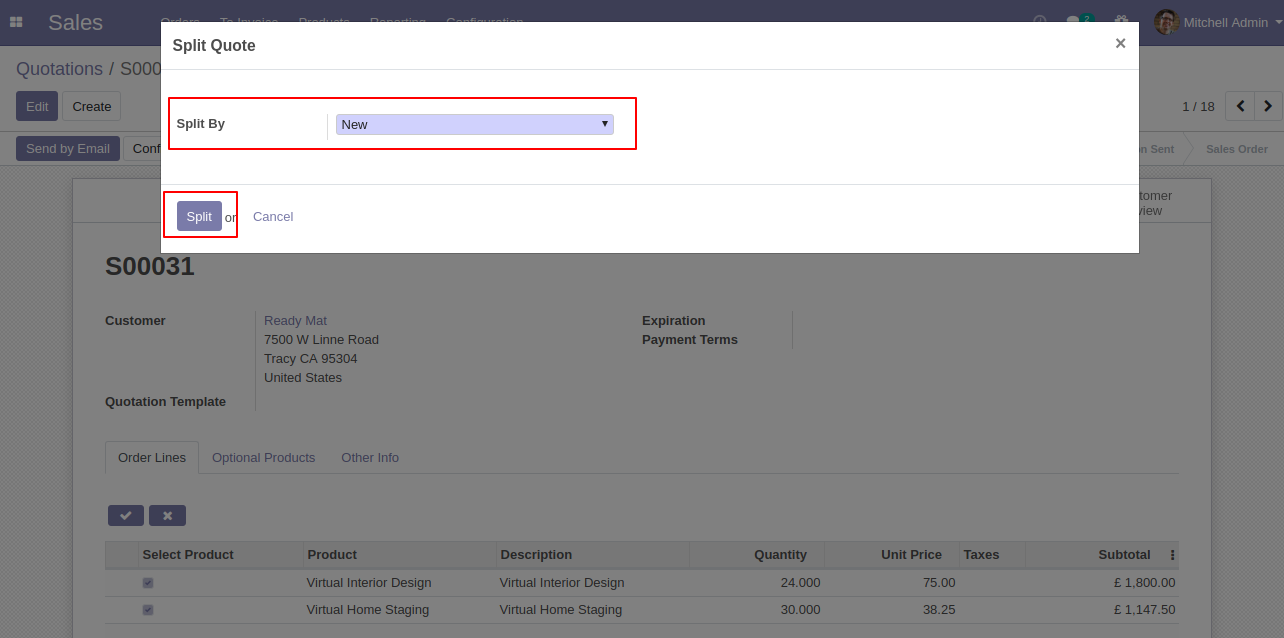 Sales
Orders To Invoice Products Reporting Configuration
2
Mitchell Admin
Split Quote
×
Quotations / S000
Edit
Create
1 / 18
Split By
New
Send by Email
Conf
on Sent
Sales Order
Split or Cancel
tomer
view
S00031
Customer
Ready Mat
7500 W Linne Road
Tracy CA 95304
United States
Expiration
Payment Terms
Quotation Template
Order Lines
Optional Products
Other Info
Select Product Product Description Quantity Unit Price Taxes Subtotal
Virtual Interior Design Virtual Interior Design 24.000 75.00 £ 1,800.00
Virtual Home Staging Virtual Home Staging 30.000 38.25 £ 1,147.50